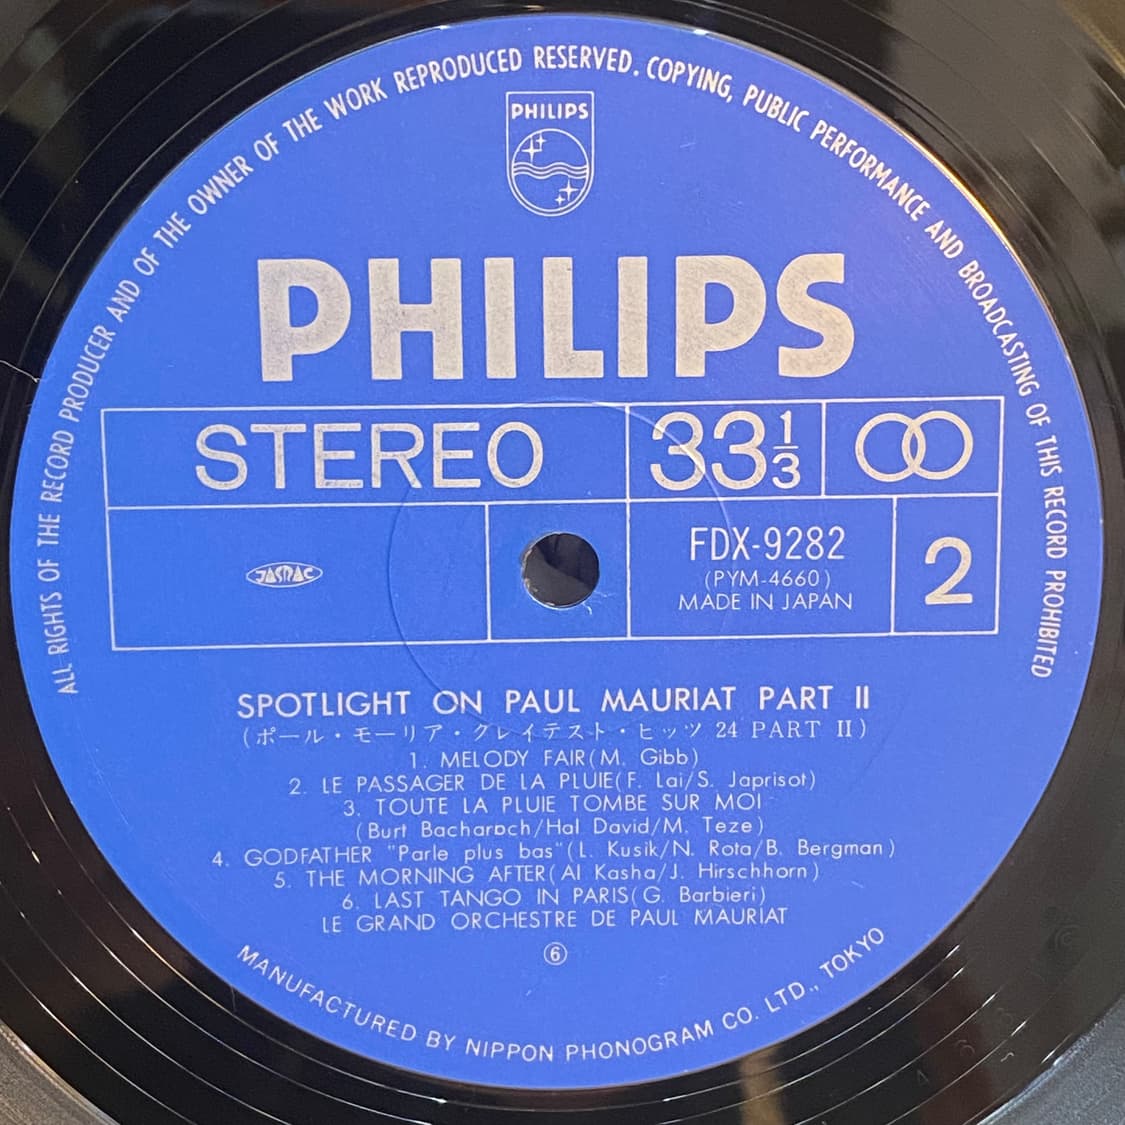 ALL RIGHTS OF THE RECORD PRODUCER AND OF THE OWNER OF THE WORK REPRODUCED RESERVED. COPYING, PUBLIC PERFORMANCE AND BROADCASTING OF THIS RECORD PROHIBITED
PHILIPS
PHILIPS
STEREO 33 1/3
JASRAC
FDX-9282
(PYM-4660)
MADE IN JAPAN
2
SPOTLIGHT ON PAUL MAURIAT PART II
(ポール・モーリア・グレイテスト・ヒッツ 24 PART II)
1. MELODY FAIR(M. Gibb)
2. LE PASSAGER DE LA PLUIE(F. Lai/S. Japrisot)
3. TOUTE LA PLUIE TOMBE SUR MOI
(Burt Bacharach/Hal David/M. Teze)
4. GODFATHER "Parle plus bas"(L. Kusik/N. Rota/B. Bergman)
5. THE MORNING AFTER(Al Kasha/J. Hirschhorn)
6. LAST TANGO IN PARIS(G. Barbieri)
LE GRAND ORCHESTRE DE PAUL MAURIAT
⑥
MANUFACTURED BY NIPPON PHONOGRAM CO. LTD., TOKYO